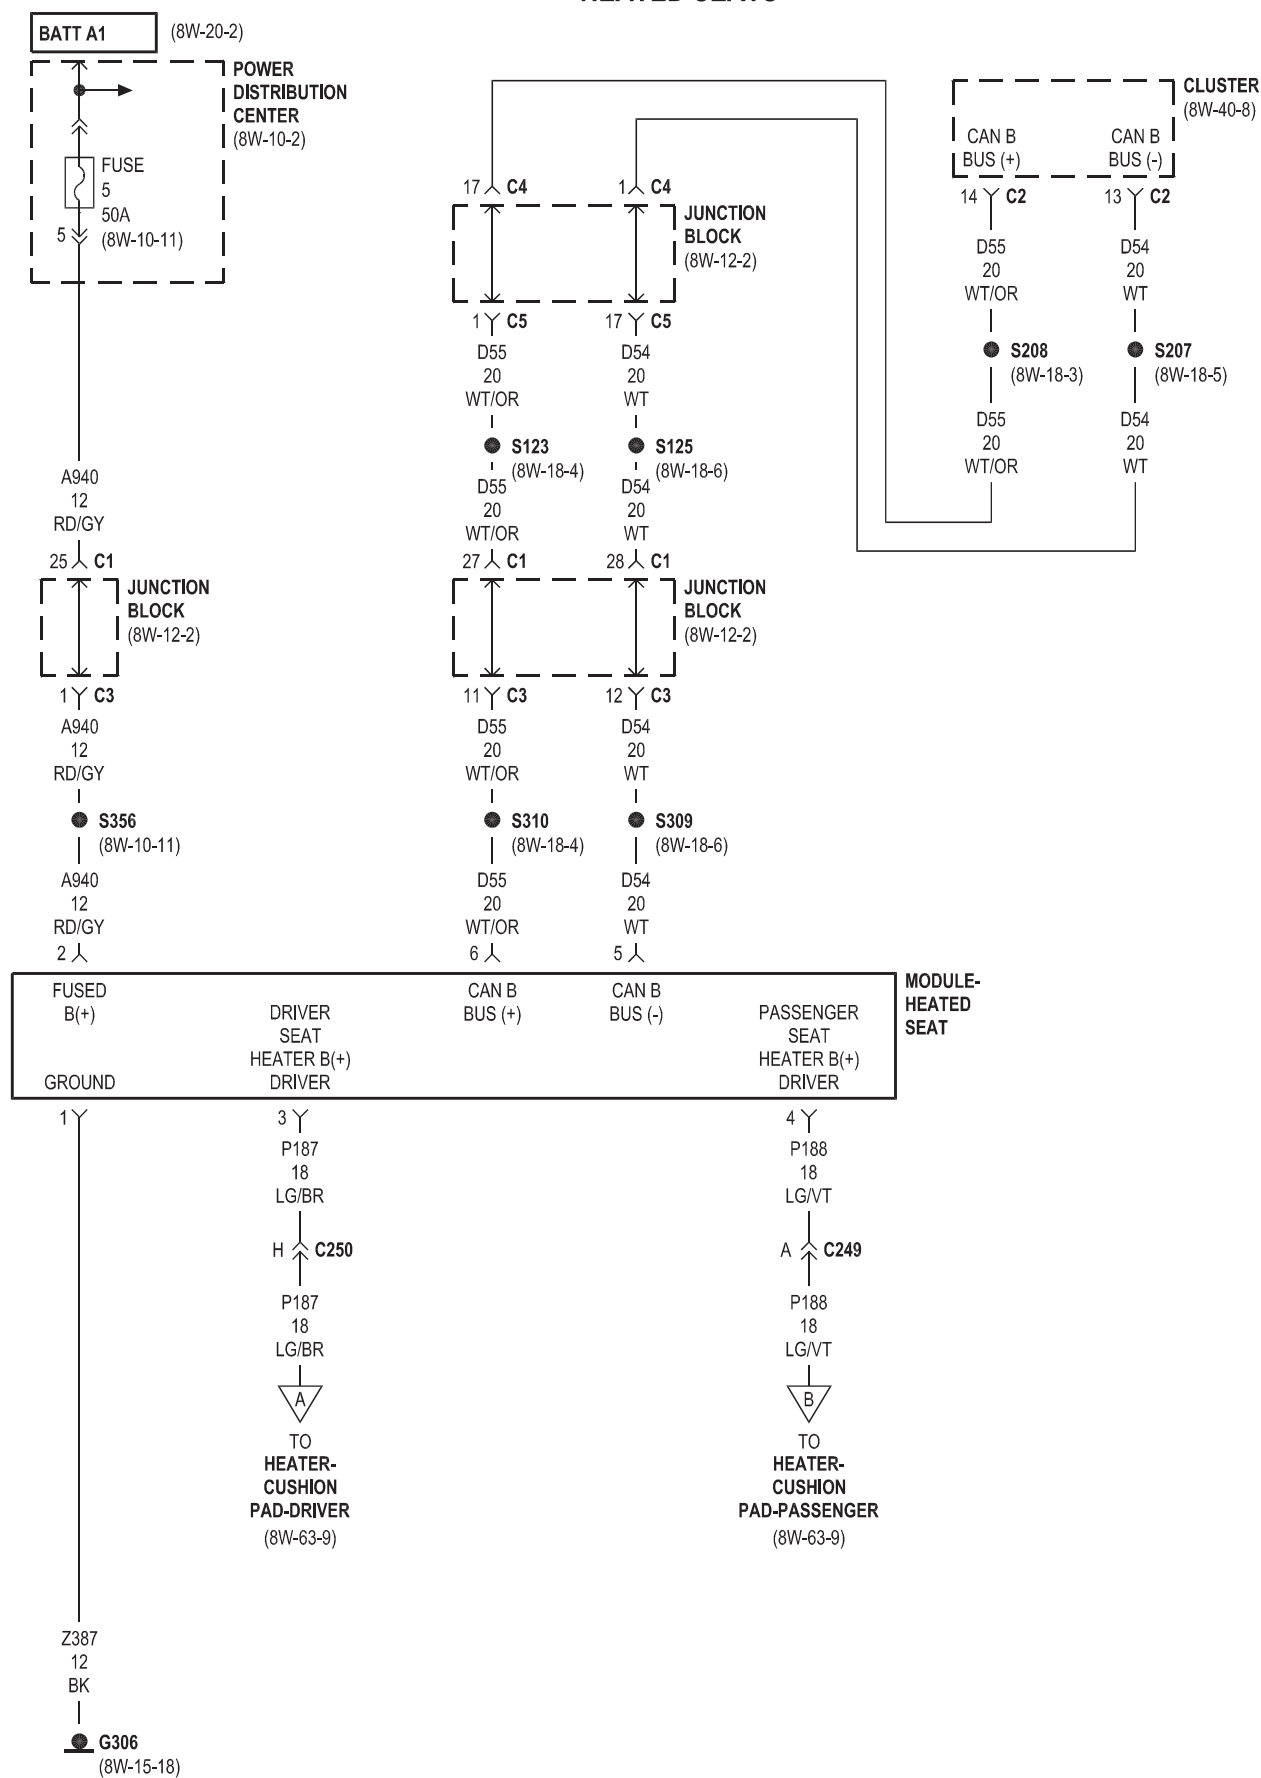 HEATED SEATS
BATT A1
(8W-20-2)
POWER
DISTRIBUTION
CENTER
(8W-10-2)
FUSE
5
50A
(8W-10-11)
5
A940
12
RD/GY
25 C1
JUNCTION
BLOCK
(8W-12-2)
1 C3
A940
12
RD/GY
S356
(8W-10-11)
A940
12
RD/GY
2
17 C4
1 C4
JUNCTION
BLOCK
(8W-12-2)
1 C5
17 C5
D55
20
WT/OR
D54
20
WT
S123
(8W-18-4)
S125
(8W-18-6)
D55
20
WT/OR
D54
20
WT
27 C1
28 C1
JUNCTION
BLOCK
(8W-12-2)
11 C3
12 C3
D55
20
WT/OR
D54
20
WT
S310
(8W-18-4)
S309
(8W-18-6)
D55
20
WT/OR
D54
20
WT
6
5
CLUSTER
(8W-40-8)
CAN B
BUS (+)
CAN B
BUS (-)
14 C2
13 C2
D55
20
WT/OR
D54
20
WT
S208
(8W-18-3)
S207
(8W-18-5)
D55
20
WT/OR
D54
20
WT
MODULE-
HEATED
SEAT
FUSED
B(+)
CAN B
BUS (+)
CAN B
BUS (-)
DRIVER
SEAT
HEATER B(+)
DRIVER
PASSENGER
SEAT
HEATER B(+)
DRIVER
GROUND
1
3
4
P187
18
LG/BR
H C250
P187
18
LG/BR
A
TO
HEATER-
CUSHION
PAD-DRIVER
(8W-63-9)
P188
18
LG/VT
A C249
P188
18
LG/VT
B
TO
HEATER-
CUSHION
PAD-PASSENGER
(8W-63-9)
Z387
12
BK
G306
(8W-15-18)